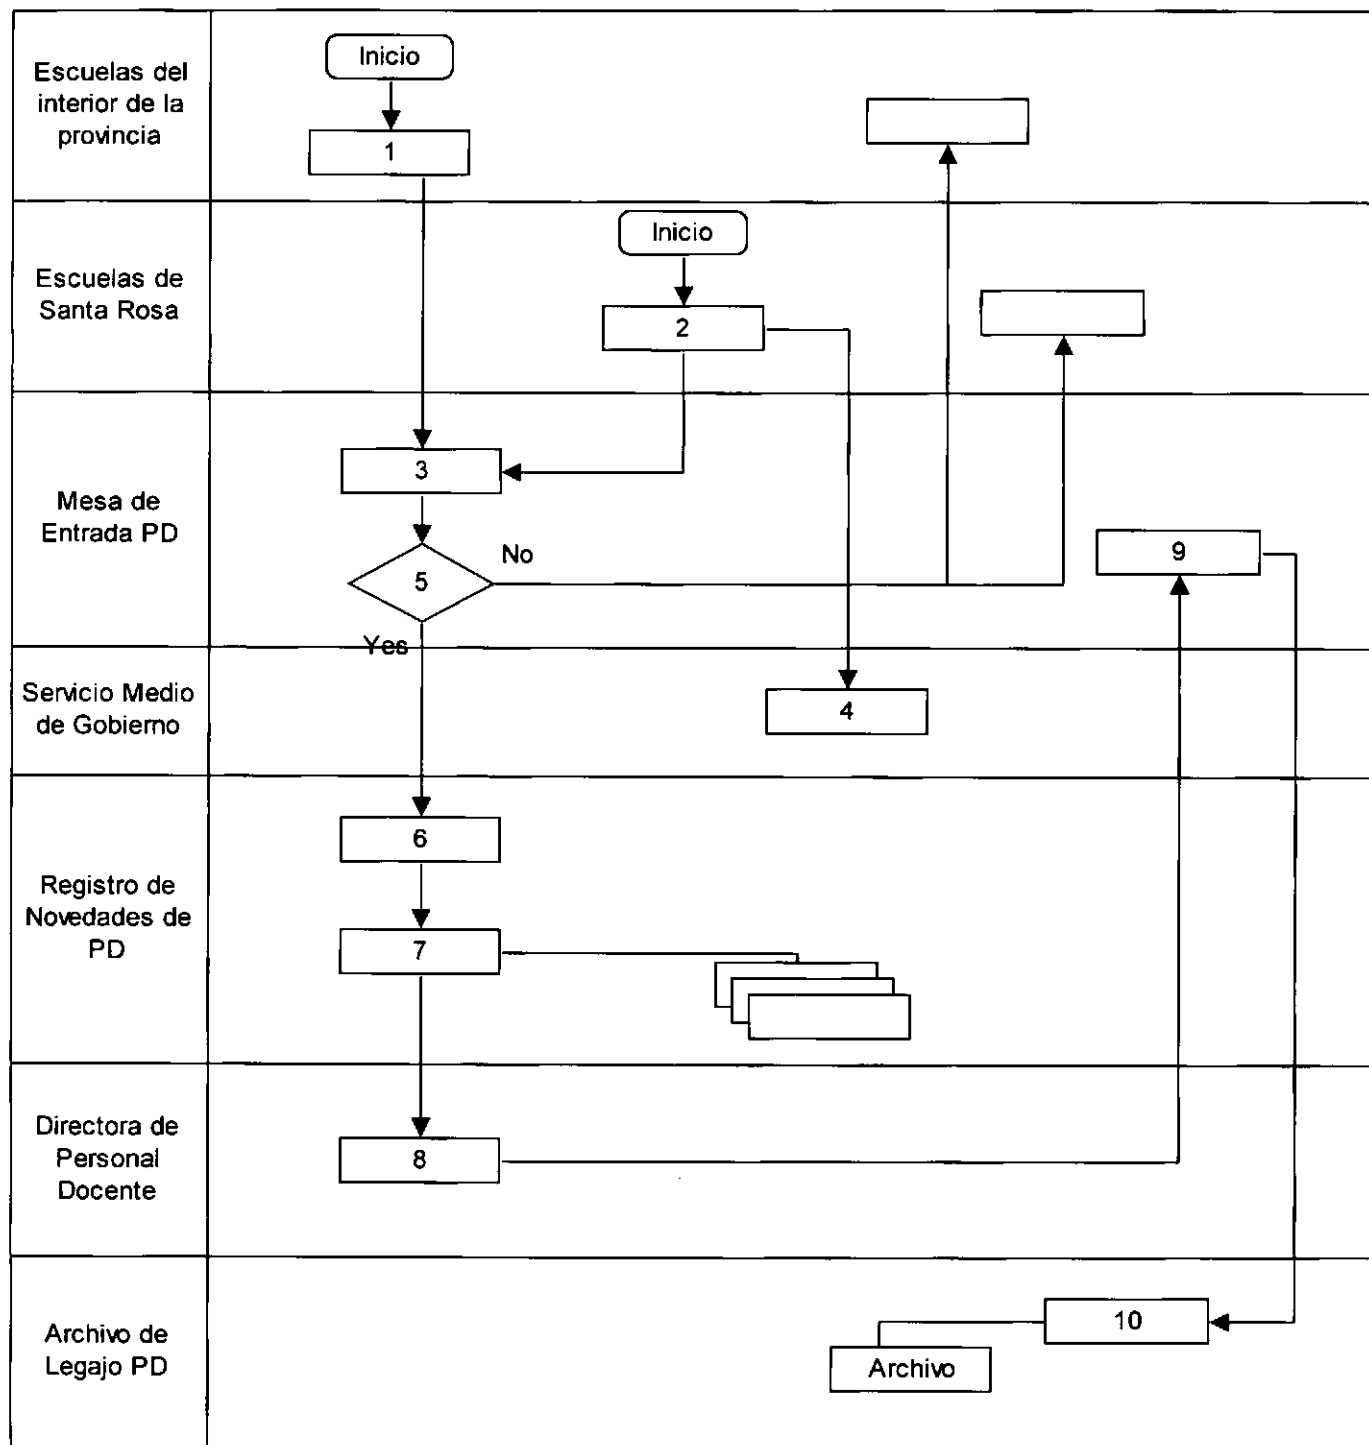 Escuelas del
interior de la
provincia
Inicio
1
Escuelas de
Santa Rosa
Inicio
2
Mesa de
Entrada PD
3
5
No
Yes
9
Servicio Medio
de Gobierno
4
Registro de
Novedades de
PD
6
7
Directora de
Personal
Docente
8
Archivo de
Legajo PD
10
Archivo